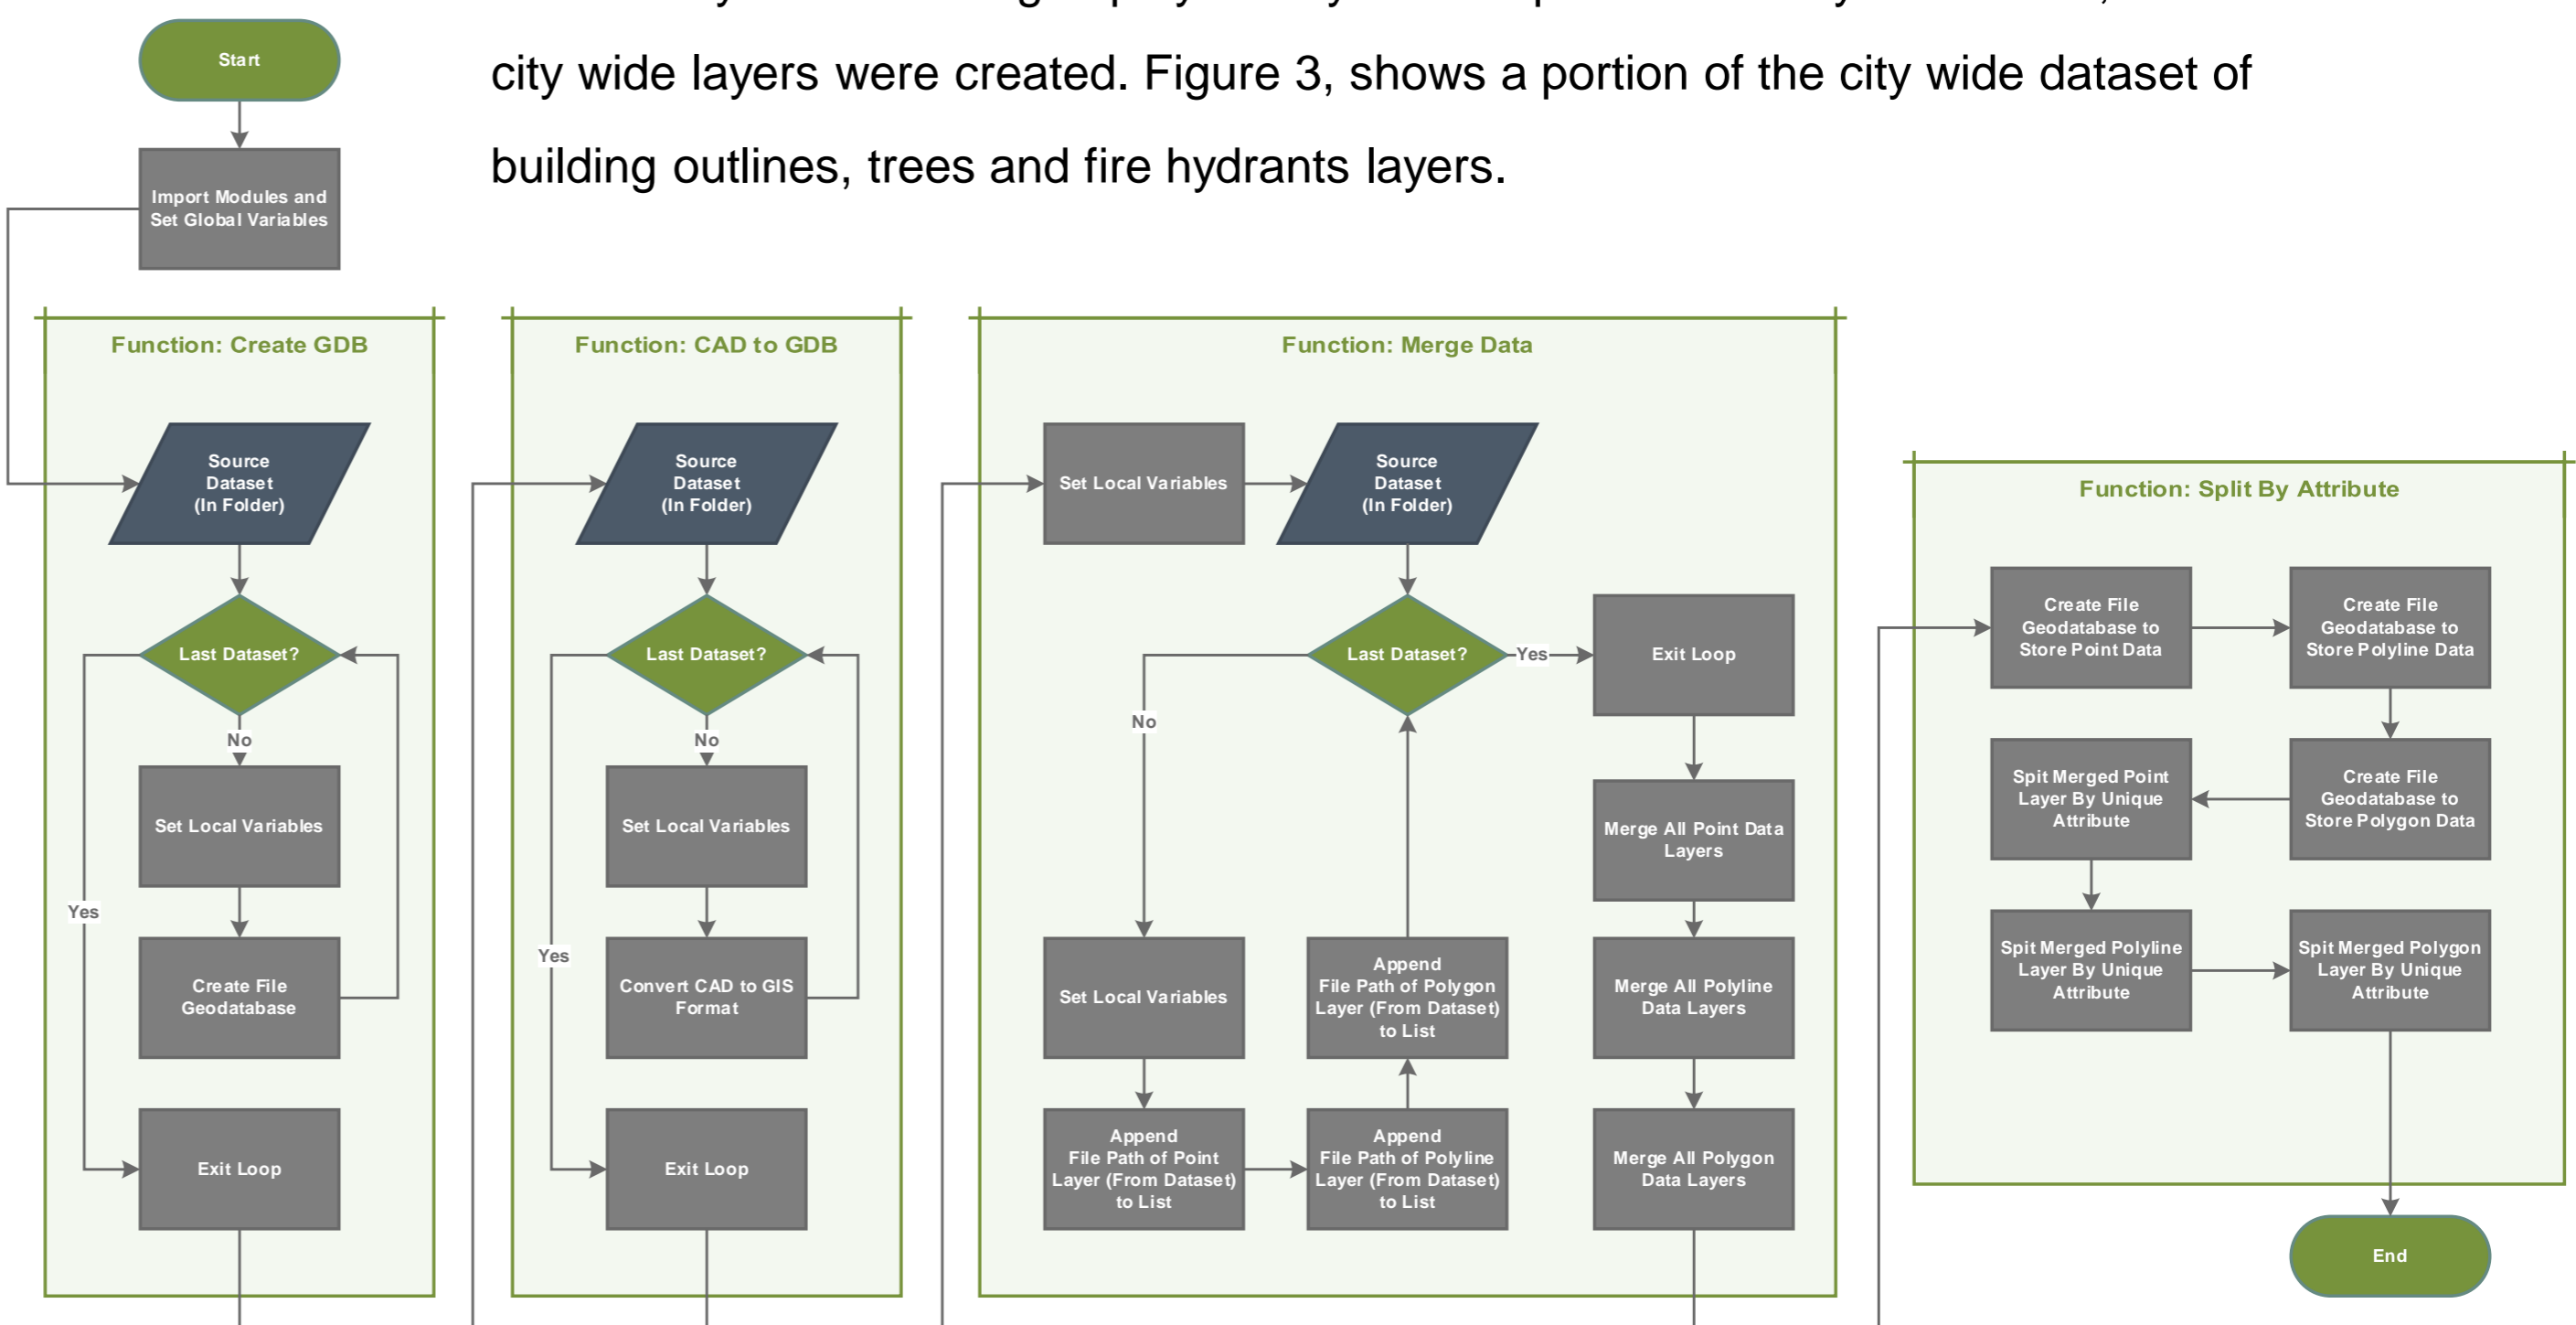 city wide layers were created. Figure 3, shows a portion of the city wide dataset of
building outlines, trees and fire hydrants layers.
Start
Import Modules and
Set Global Variables
Function: Create GDB
Source
Dataset
(In Folder)
Last Dataset?
No
Set Local Variables
Yes
Create File
Geodatabase
Exit Loop
Function: CAD to GDB
Source
Dataset
(In Folder)
Last Dataset?
No
Set Local Variables
Yes
Convert CAD to GIS
Format
Exit Loop
Function: Merge Data
Set Local Variables
Source
Dataset
(In Folder)
Last Dataset?
Yes
Exit Loop
No
Set Local Variables
Append
File Path of Point
Layer (From Dataset)
to List
Append
File Path of Polyline
Layer (From Dataset)
to List
Append
File Path of Polygon
Layer (From Dataset)
to List
Merge All Point Data
Layers
Merge All Polyline
Data Layers
Merge All Polygon
Data Layers
Function: Split By Attribute
Create File
Geodatabase to
Store Point Data
Create File
Geodatabase to
Store Polyline Data
Create File
Geodatabase to
Store Polygon Data
Spit Merged Point
Layer By Unique
Attribute
Spit Merged Polyline
Layer By Unique
Attribute
Spit Merged Polygon
Layer By Unique
Attribute
End